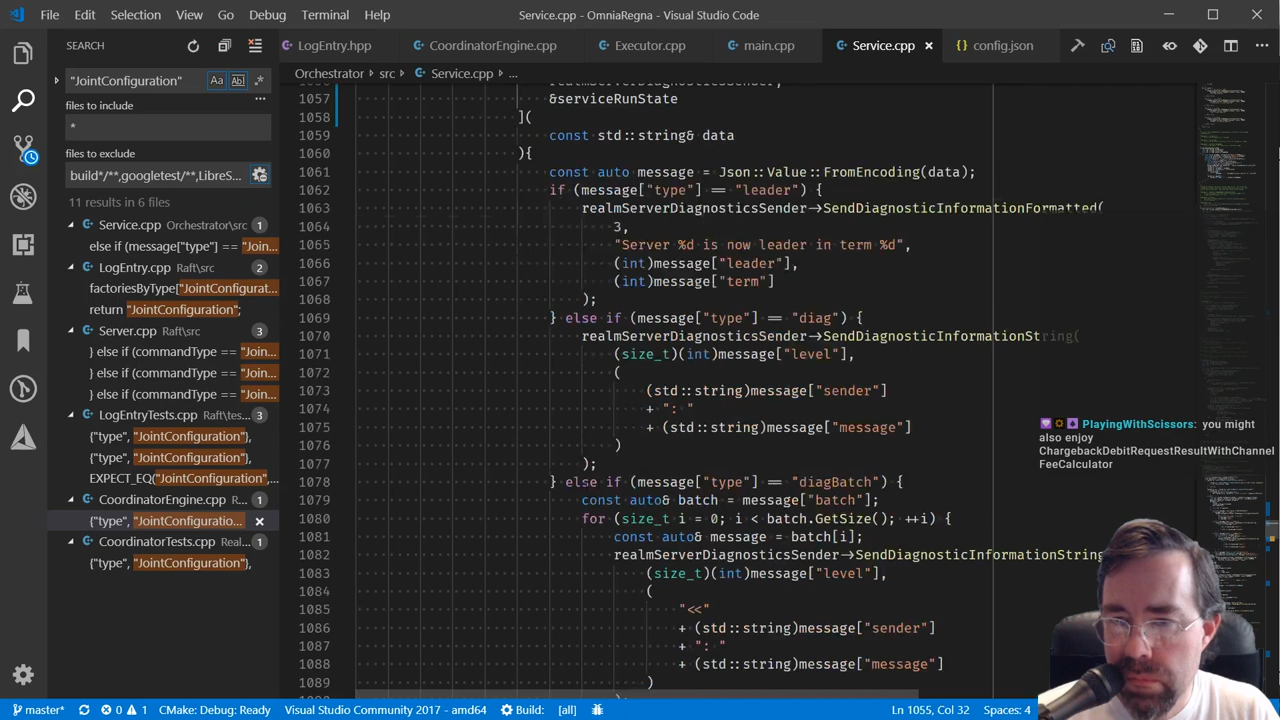 File Edit Selection View Go Debug Terminal Help Service.cpp - OmniaRegna - Visual Studio Code
SEARCH
LogEntry.hpp CoordinatorEngine.cpp Executor.cpp main.cpp Service.cpp config.json
"JointConfiguration" Aa Abl .*
files to include
*
files to exclude
build*/**,googletest/**,LibreS...
11 results in 6 files
Service.cpp Orchestrator\src 1
else if (message["type"] == "Join...
LogEntry.cpp Raft\src 2
factoriesByType["JointConfigurat...
return "JointConfiguration";
Server.cpp Raft\src 3
} else if (commandType == "Join...
} else if (commandType == "Join...
} else if (commandType == "Join...
LogEntryTests.cpp Raft\tes... 3
{"type", "JointConfiguration"},
{"type", "JointConfiguration"},
EXPECT_EQ("JointConfiguration",...
CoordinatorEngine.cpp R... 1
{"type", "JointConfiguratio...
CoordinatorTests.cpp Real... 1
{"type", "JointConfiguration"},
Orchestrator > src > Service.cpp > ...
realmServerDiagnosticsSender,
1057 &serviceRunState
1058 ](
1059 const std::string& data
1060 ){
1061 const auto message = Json::Value::FromEncoding(data);
1062 if (message["type"] == "leader") {
1063 realmServerDiagnosticsSender->SendDiagnosticInformationFormatted(
1064 3,
1065 "Server %d is now leader in term %d",
1066 (int)message["leader"],
1067 (int)message["term"]
1068 );
1069 } else if (message["type"] == "diag") {
1070 realmServerDiagnosticsSender->SendDiagnosticInformationString(
1071 (size_t)(int)message["level"],
1072 (
1073 (std::string)message["sender"]
1074 + ": "
1075 + (std::string)message["message"]
1076 )
1077 );
1078 } else if (message["type"] == "diagBatch") {
1079 const auto& batch = message["batch"];
1080 for (size_t i = 0; i < batch.GetSize(); ++i) {
1081 const auto& message = batch[i];
1082 realmServerDiagnosticsSender->SendDiagnosticInformationString
1083 (size_t)(int)message["level"],
1084 (
1085 "<<"
1086 + (std::string)message["sender"]
1087 + ": "
1088 + (std::string)message["message"]
1089 )
PlayingWithScissors: you might
also enjoy
ChargebackDebitRequestResultWithChannel
FeeCalculator
master* 0 1 CMake: Debug: Ready Visual Studio Community 2017 - amd64 Build: [all] Ln 1055, Col 32 Spaces: 4